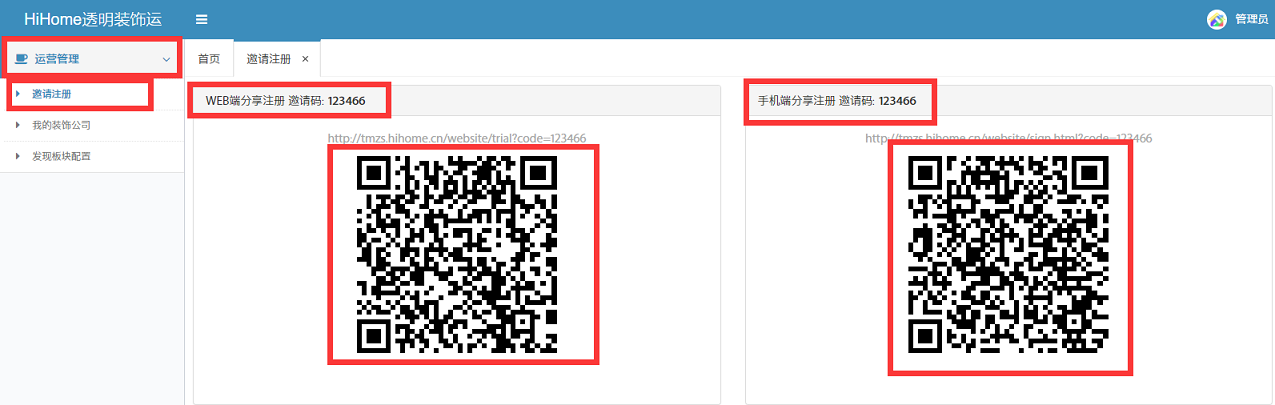 HiHome透明装饰运
管理员
运营管理
首页
邀请注册 ×
邀请注册
我的装饰公司
发现板块配置
WEB端分享注册 邀请码: 123466
http://tmzs.hihome.cn/website/trial?code=123466
手机端分享注册 邀请码: 123466
http://tmzs.hihome.cn/website/sign.html?code=123466